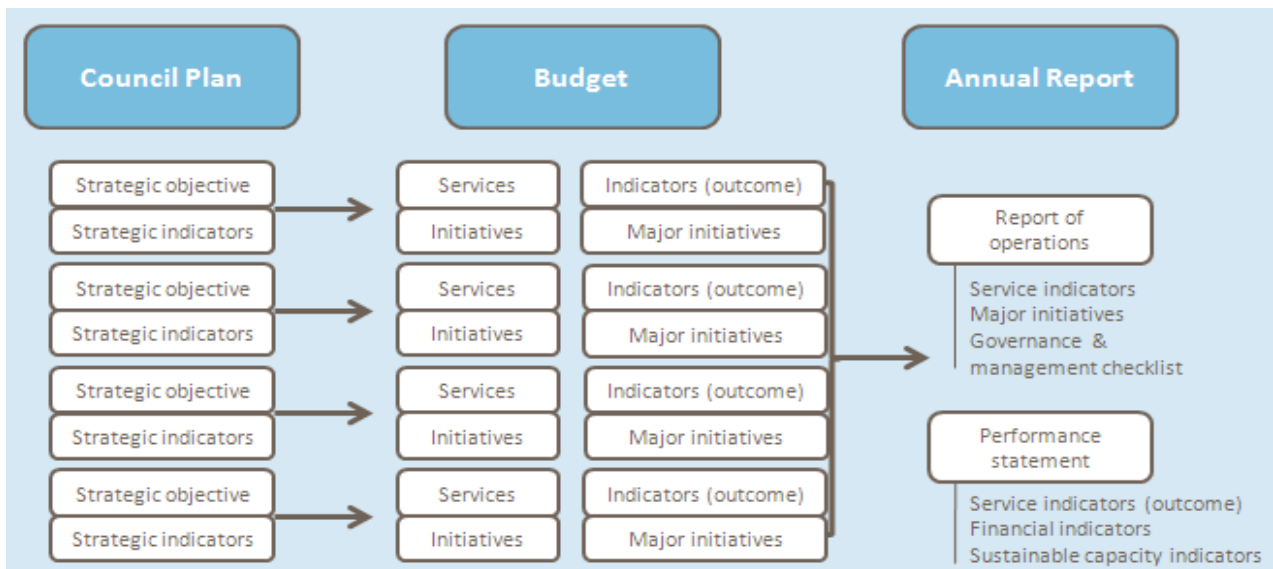 Council Plan
Budget
Annual Report
Strategic objective
Strategic indicators
Services
Initiatives
Indicators (outcome)
Major initiatives
Strategic objective
Strategic indicators
Services
Initiatives
Indicators (outcome)
Major initiatives
Strategic objective
Strategic indicators
Services
Initiatives
Indicators (outcome)
Major initiatives
Strategic objective
Strategic indicators
Services
Initiatives
Indicators (outcome)
Major initiatives
Report of
operations
Service indicators
Major initiatives
Governance &
management checklist
Performance
statement
Service indicators (outcome)
Financial indicators
Sustainable capacity indicators